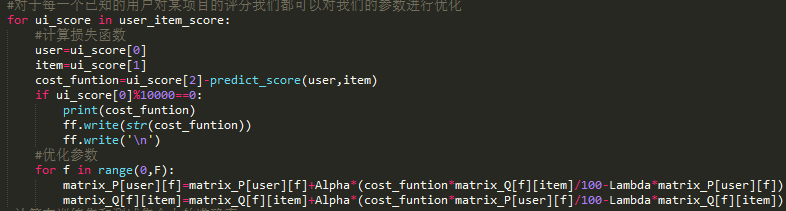 #对于每一个已知的用户对某项目的评分我们都可以对我们的参数进行优化
for ui_score in user_item_score:
#计算损失函数
user=ui_score[0]
item=ui_score[1]
cost_funtion=ui_score[2]-predict_score(user,item)
if ui_score[0]%10000==0:
print(cost_funtion)
ff.write(str(cost_funtion))
ff.write('\n')
#优化参数
for f in range(0,F):
matrix_P[user][f]=matrix_P[user][f]+Alpha*(cost_funtion*matrix_Q[f][item]/100-Lambda*matrix_P[user][f])
matrix_Q[f][item]=matrix_Q[f][item]+Alpha*(cost_funtion*matrix_P[user][f]/100-Lambda*matrix_Q[f][item])